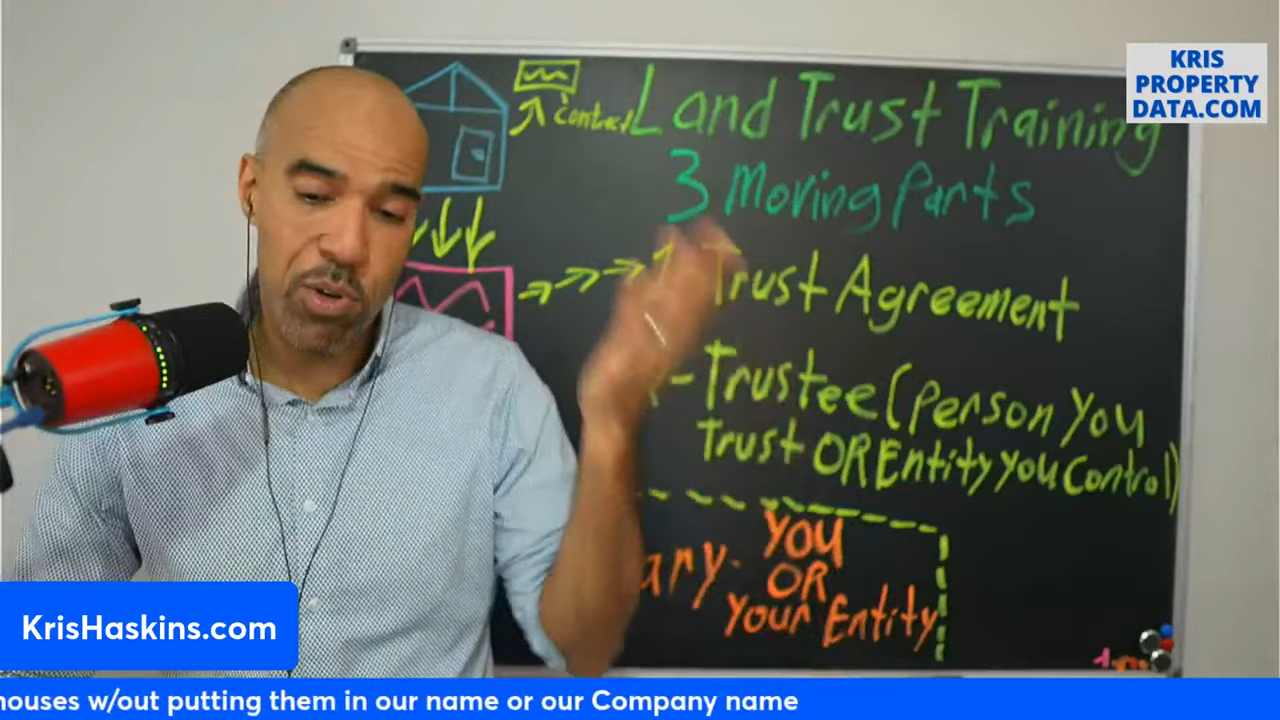 KRIS
PROPERTY
DATA.COM
contract
Land Trust Training
3 Moving Parts
Trust Agreement
- Trustee (Person You
Trust OR Entity You Control)
ary.
You
OR
Your Entity
KrisHaskins.com
houses w/out putting them in our name or our Company name